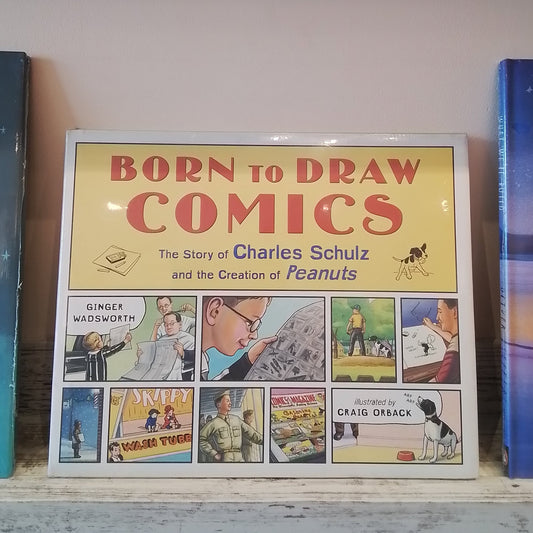 BORN TO DRAW
COMICS
The Story of Charles Schulz
and the Creation of Peanuts
GINGER
WADSWORTH
SKIPPY
WASH TUBB
illustrated by
CRAIG ORBACK